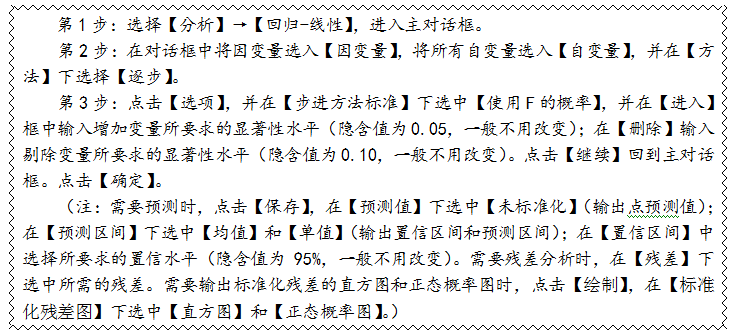 第1步：选择【分析】→【回归-线性】，进入主对话框。
第2步：在对话框中将因变量选入【因变量】，将所有自变量选入【自变量】，并在【方
法】下选择【逐步】。
第3步：点击【选项】，并在【步进方法标准】下选中【使用F的概率】，并在【进入】
框中输入增加变量所要求的显著性水平（隐含值为0.05，一般不用改变）；在【删除】输入
剔除变量所要求的显著性水平（隐含值为0.10，一般不用改变）。点击【继续】回到主对话
框。点击【确定】。
（注：需要预测时，点击【保存】，在【预测值】下选中【未标准化】（输出点预测值）；
在【预测区间】下选中【均值】和【单值】（输出置信区间和预测区间）；在【置信区间】中
选择所要求的置信水平（隐含值为 95%，一般不用改变）。需要残差分析时，在【残差】下
选中所需的残差。需要输出标准化残差的直方图和正态概率图时，点击【绘制】，在【标准
化残差图】下选中【直方图】和【正态概率图】。）